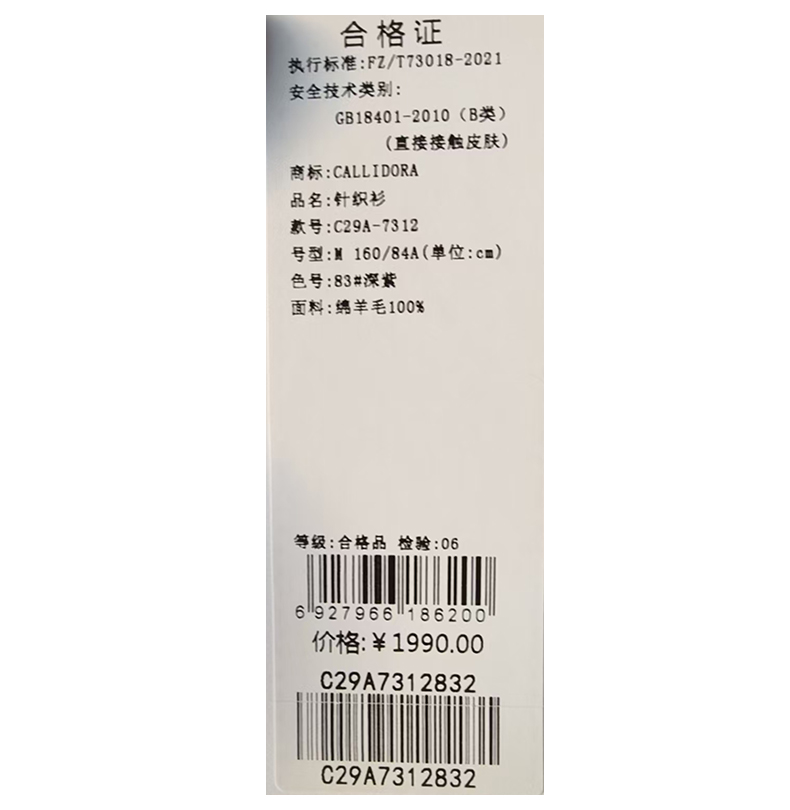 合格证
执行标准:FZ/T73018-2021
安全技术类别:
GB18401-2010（B类）
(直接接触皮肤)
商标:CALLIDORA
品名:针织衫
款号:C29A-7312
号型:M 160/84A(单位:cm)
色号:83#深紫
面料:绵羊毛100%
等级:合格品 检验:06
6 927966 186200
价格:￥1990.00
C29A7312832
C29A7312832